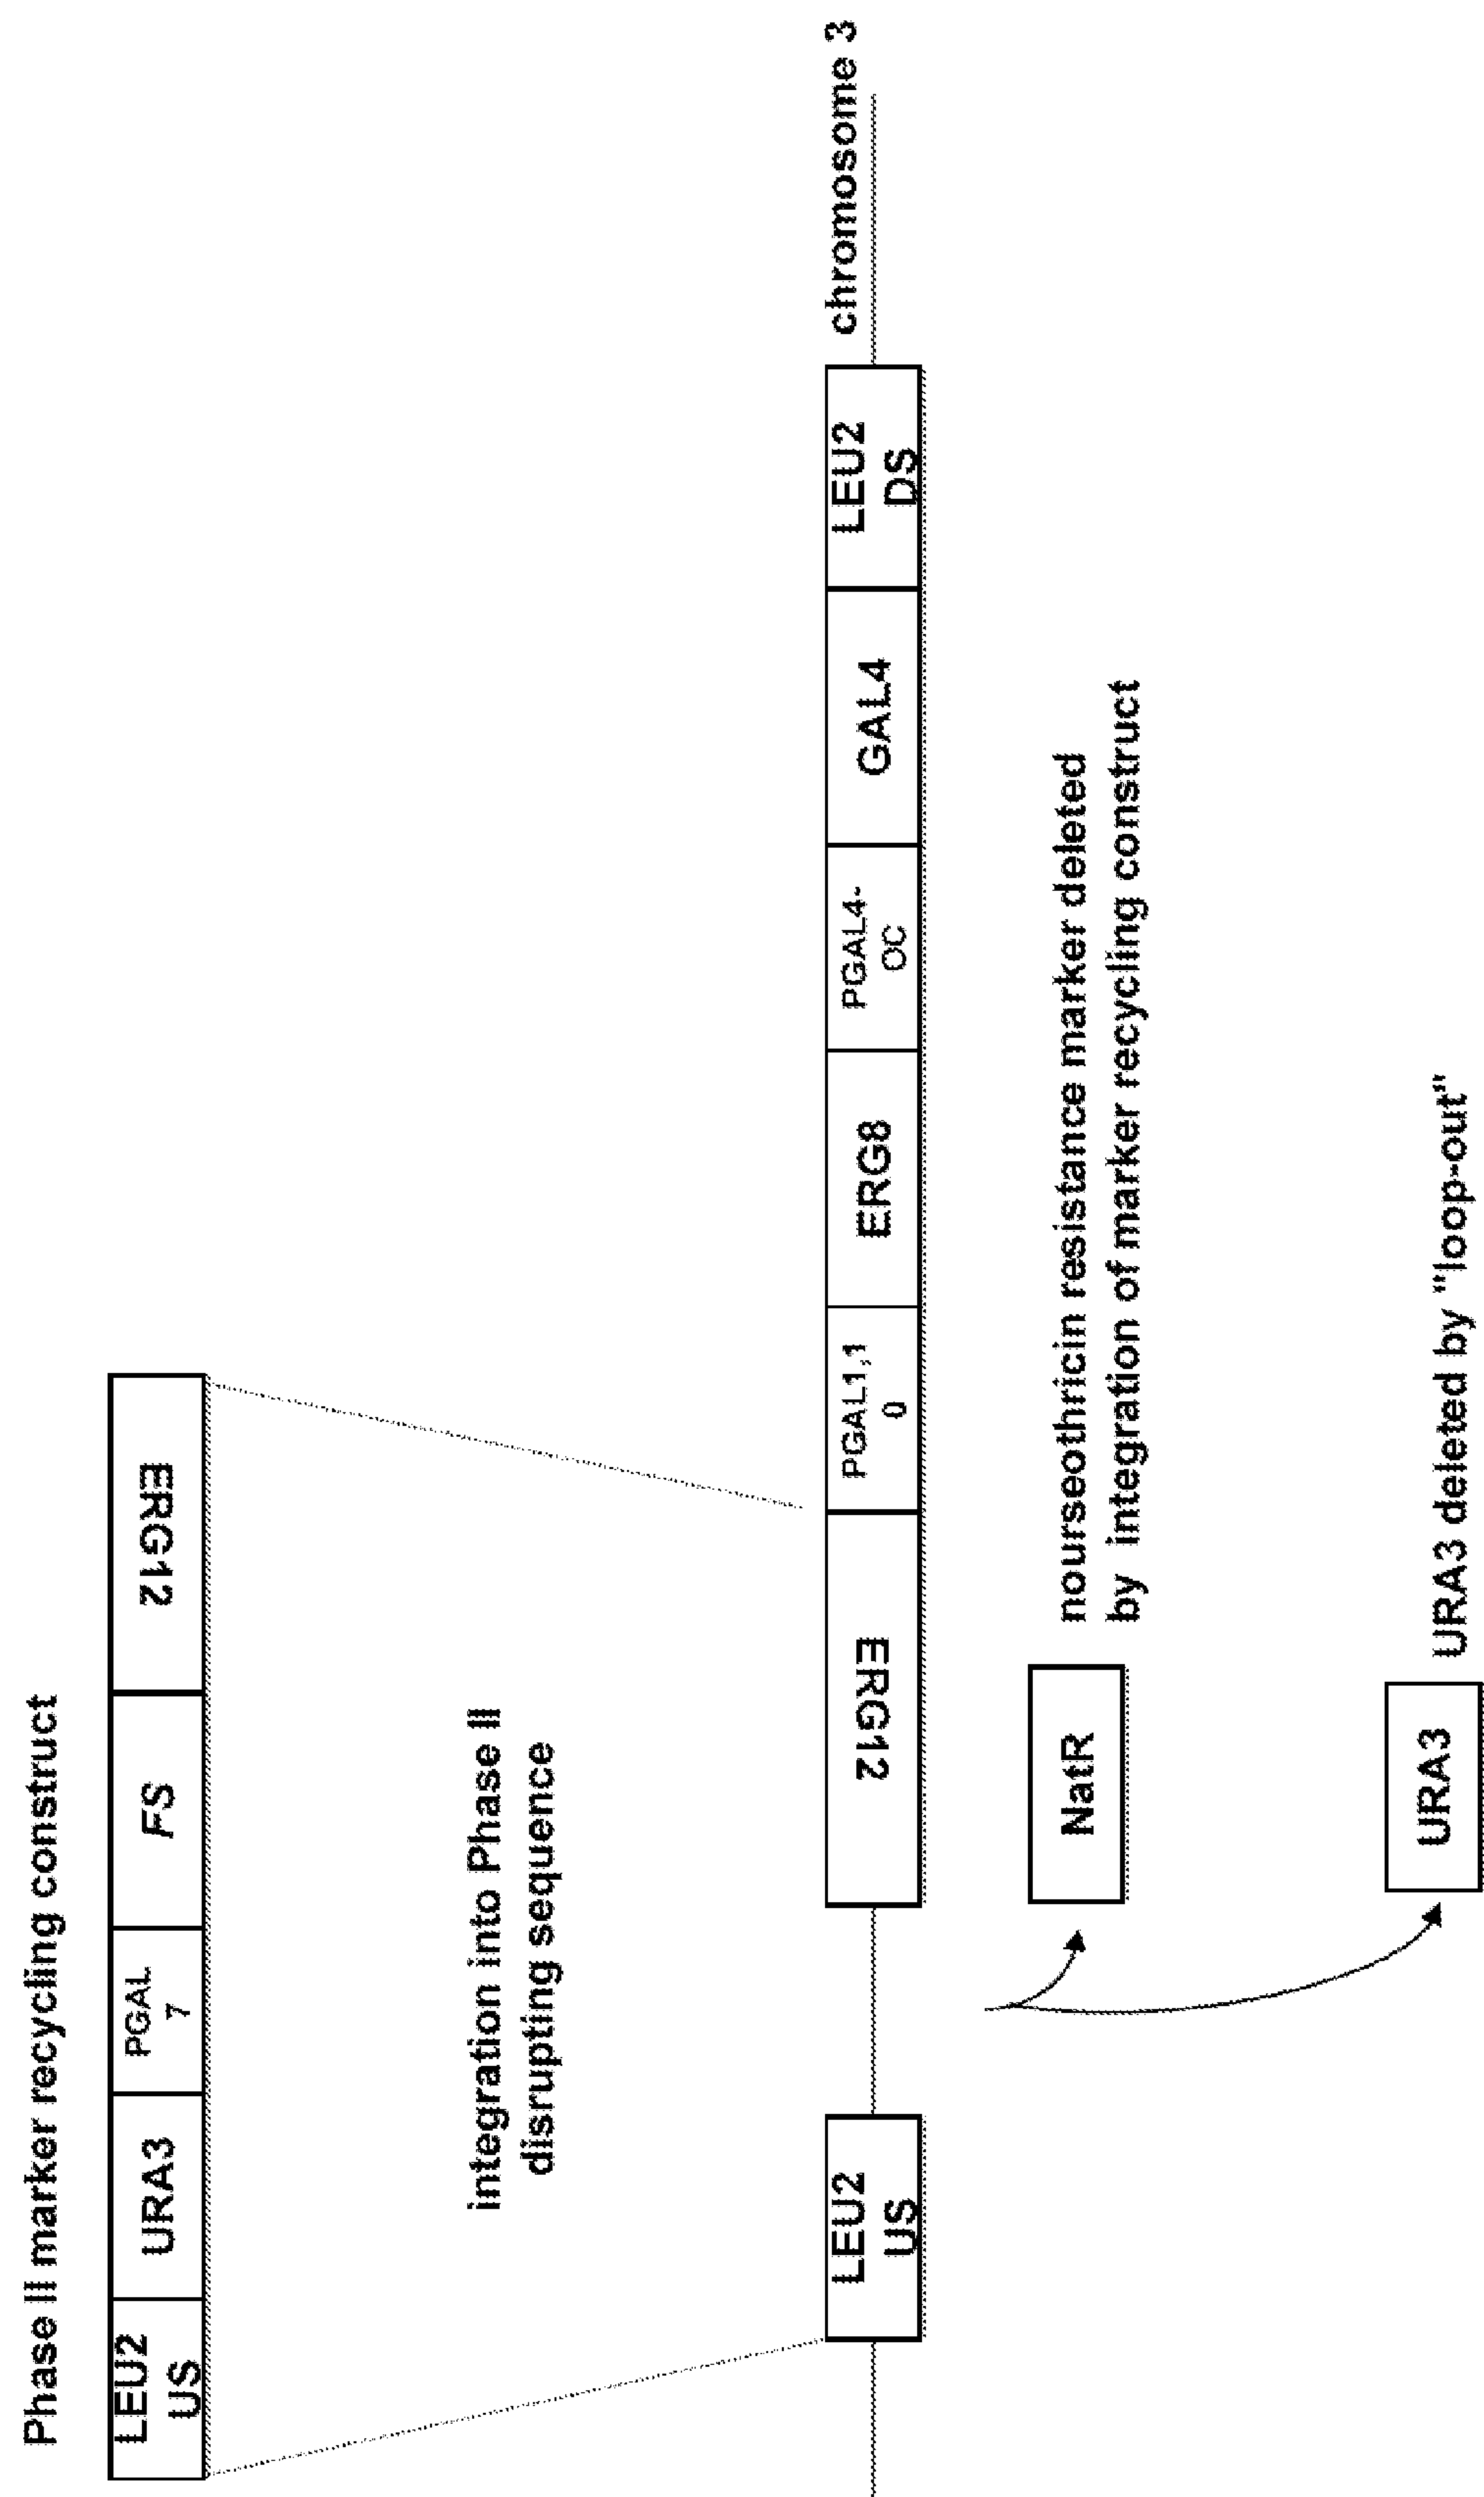 Phase II marker recycling construct
LEU2
US
URA3
PGAL
7
FS
ERG12
integration into Phase II
disrupting sequence
chromosome 3
LEU2
US
ERG12
PGAL1,1
0
ERG8
PGAL4-
OC
GAL4
LEU2
DS
NatR
nourseothricin resistance marker deleted
by integration of marker recycling construct
URA3
URA3 deleted by "loop-out"